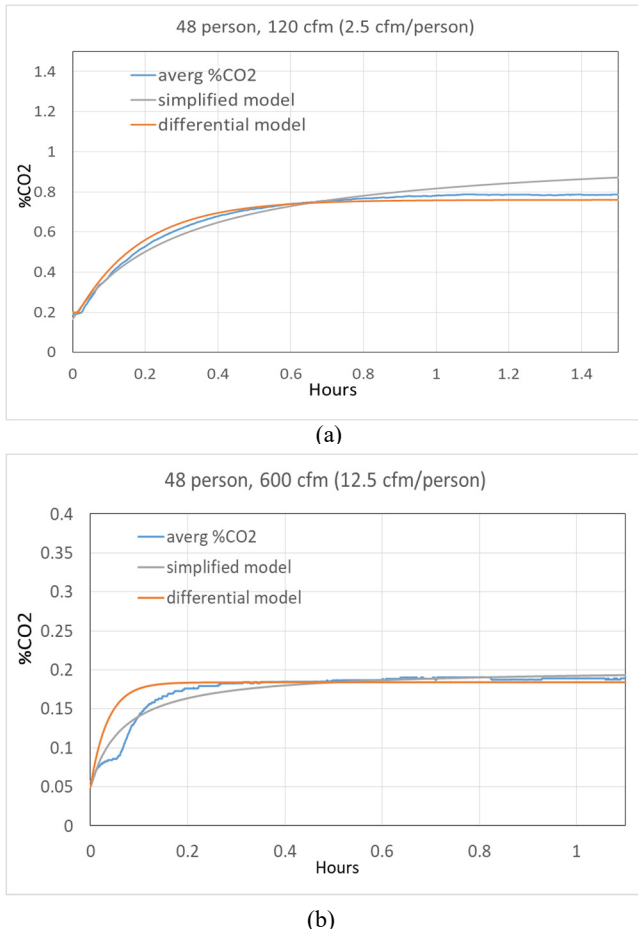 48 person, 120 cfm (2.5 cfm/person)
1.4
1.2
1
0.8
0.6
0.4
0.2
0
%CO2
averg %CO2
simplified model
differential model
0 0.2 0.4 0.6 0.8 1 1.2 1.4
Hours
(a)
48 person, 600 cfm (12.5 cfm/person)
0.4
0.35
0.3
0.25
0.2
0.15
0.1
0.05
0
%CO2
averg %CO2
simplified model
differential model
0 0.2 0.4 0.6 0.8 1
Hours
(b)